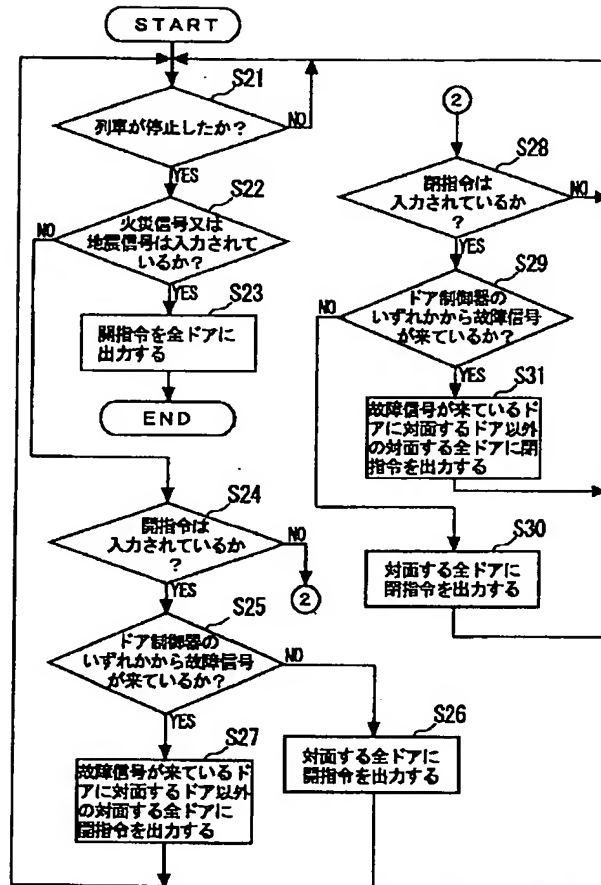 START
S21
列車が停止したか？
NO
YES
S22
火災信号又は
地震信号は入力されて
いるか？
NO
YES
S23
開指令を全ドアに
出力する
END
S24
開指令は
入力されているか
？
NO
2
YES
S25
ドア制御器の
いずれかから故障信号
が来ているか？
NO
YES
S27
故障信号が来ているド
アに対面するドア以外
の対面する全ドアに
開指令を出力する
S26
対面する全ドアに
開指令を出力する
2
S28
閉指令は
入力されているか
？
NO
YES
S29
ドア制御器の
いずれかから故障信号
が来ているか？
NO
YES
S31
故障信号が来ているド
アに対面するドア以外
の対面する全ドアに閉
指令を出力する
S30
対面する全ドアに
閉指令を出力する